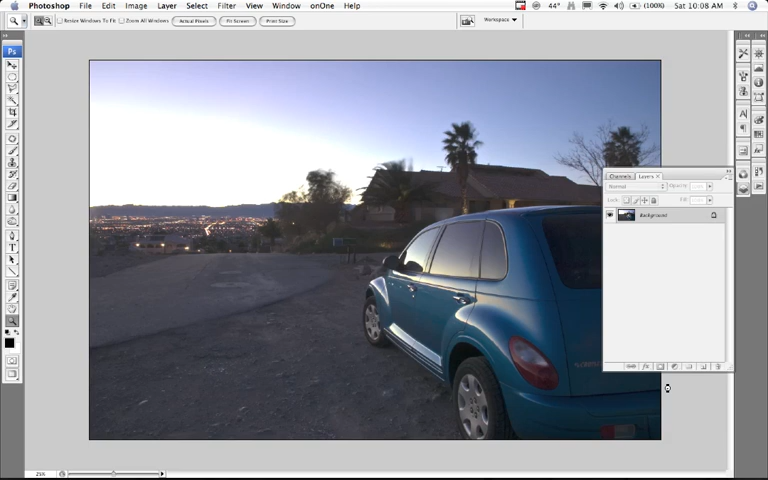 Photoshop File Edit Image Layer Select Filter View Window onOne Help 44° (100%) Sat 10:08 AM
Resize Windows To Fit Zoom All Windows Actual Pixels Fit Screen Print Size Workspace
Ps
Channels Layers
Normal Opacity:
Lock: Fill:
Background
25%